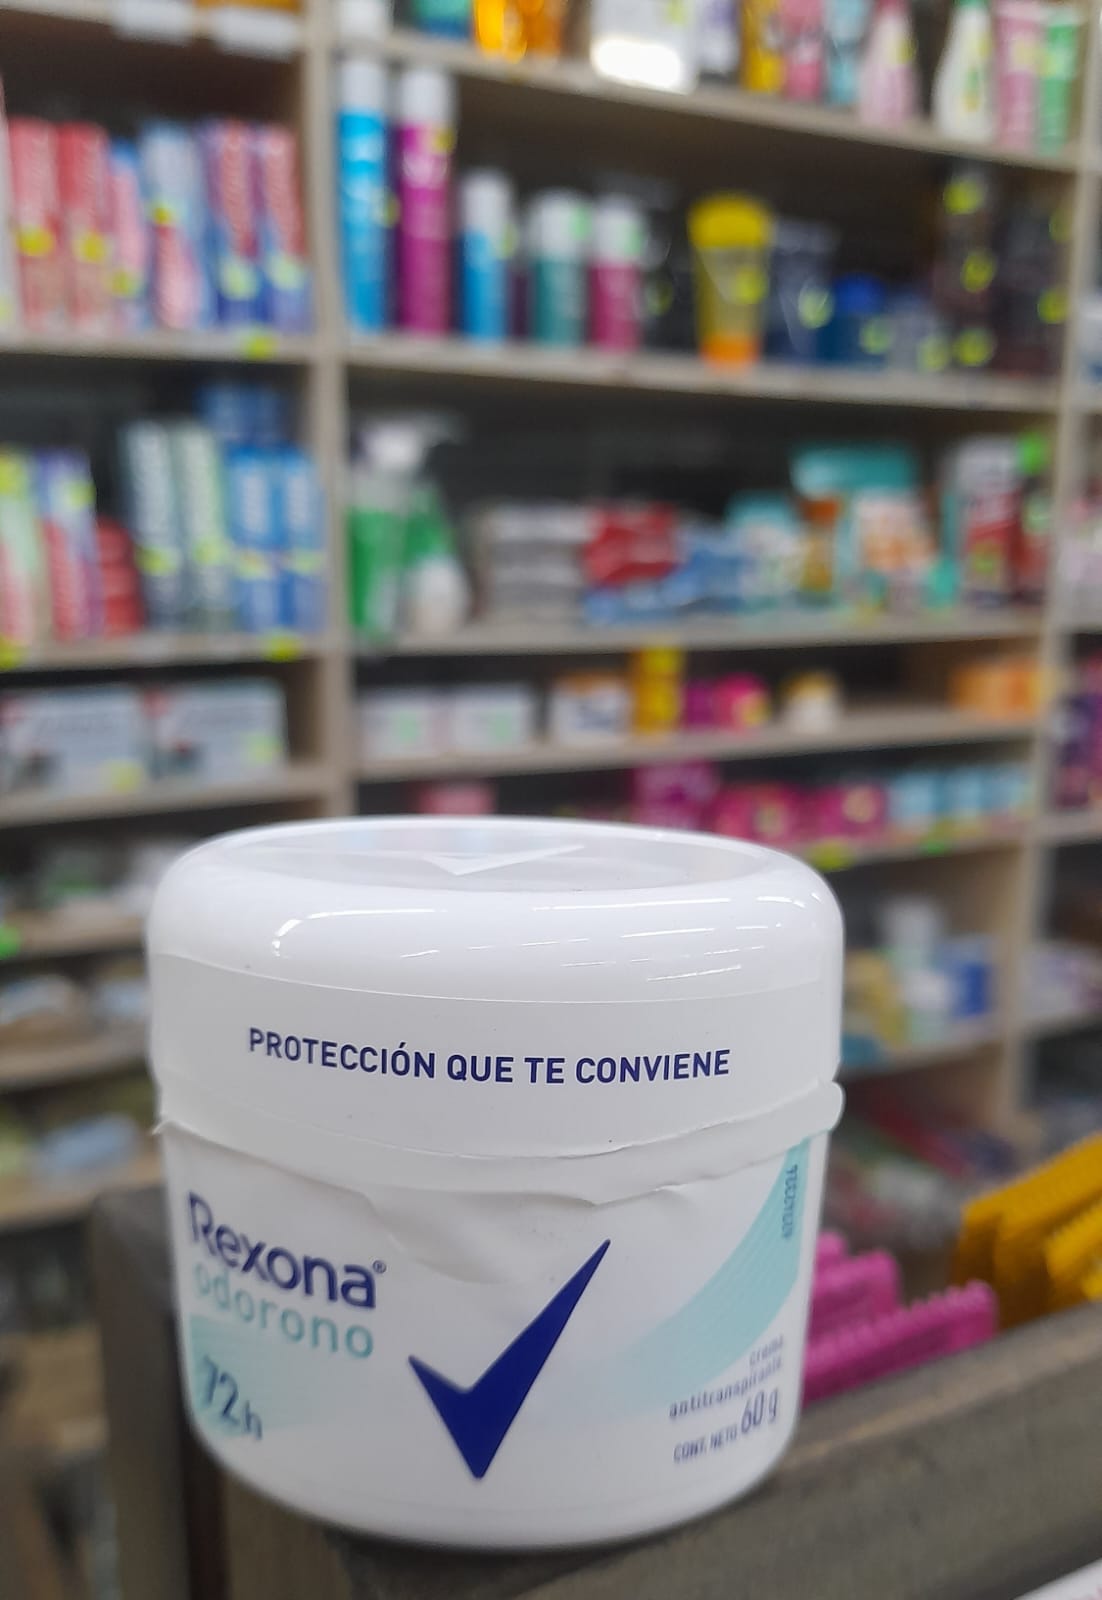 PROTECCIÓN QUE TE CONVIENE
Rexona®
odorono
72h
crema
antitranspirante
CONT. NETO 60 g